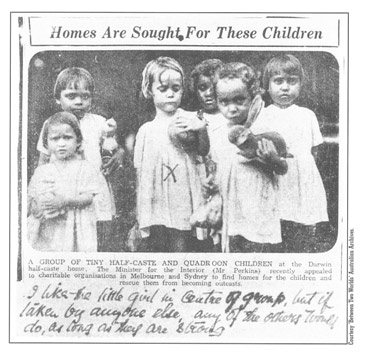 Homes Are Sought For These Children
X
A GROUP OF TINY HALF-CASTE AND QUADROON CHILDREN at the Darwin
half-caste home. The Minister for the Interior (Mr Perkins) recently appealed
to charitable organisations in Melbourne and Sydney to find homes for the children and
rescue them from becoming outcasts.
I like the little girl in Centre of group, but if
taken by anyone else, any of the others would
do, as long as they are strong
Courtesy 'Between Two Worlds' Australian Archives